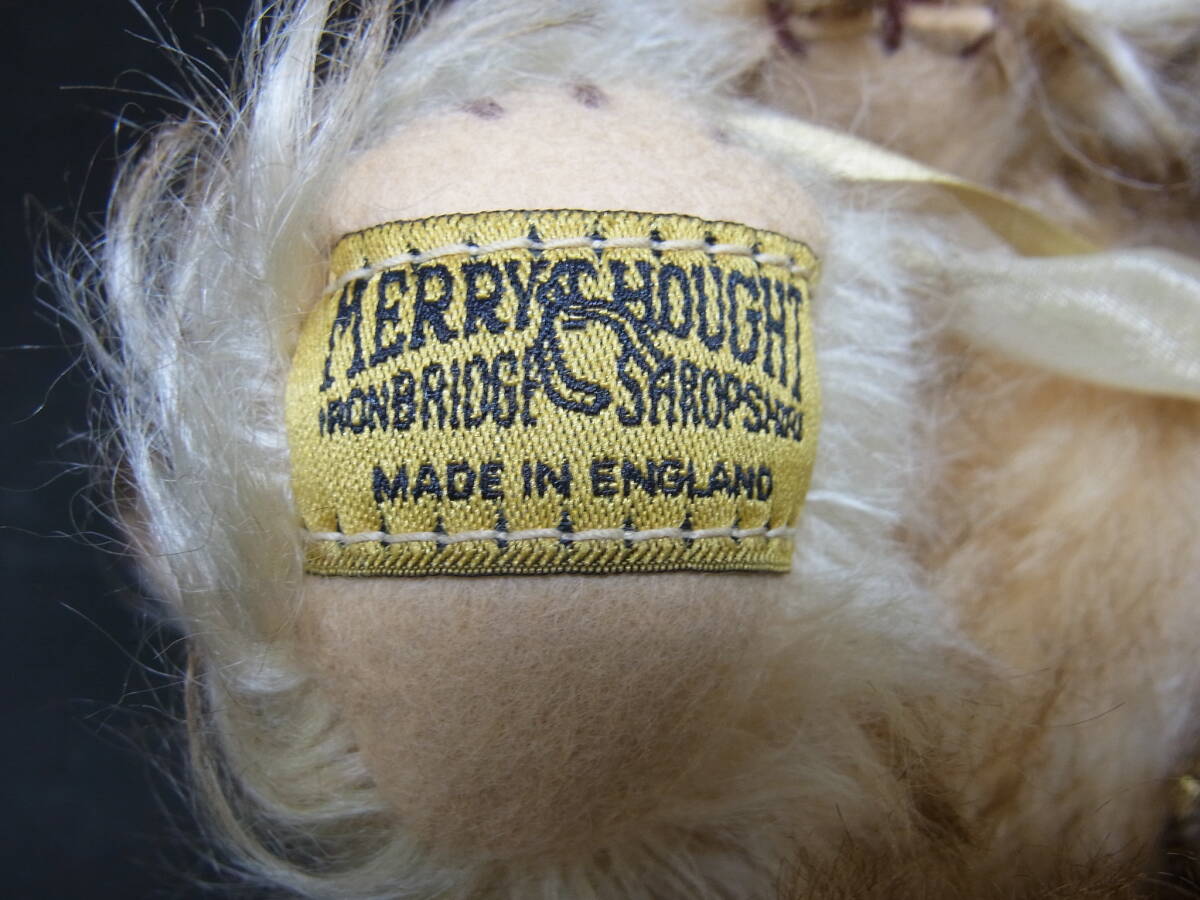 MERRYTHOUGHT
IRONBRIDGE SHROPSHIRE
MADE IN ENGLAND